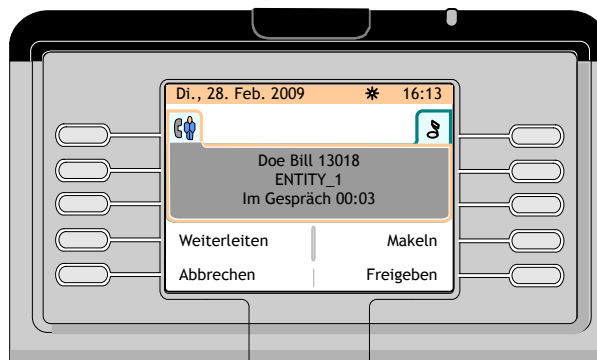 Di., 28. Feb. 2009 16:13
Doe Bill 13018
ENTITY_1
Im Gespräch 00:03
Weiterleiten Makeln
Abbrechen Freigeben